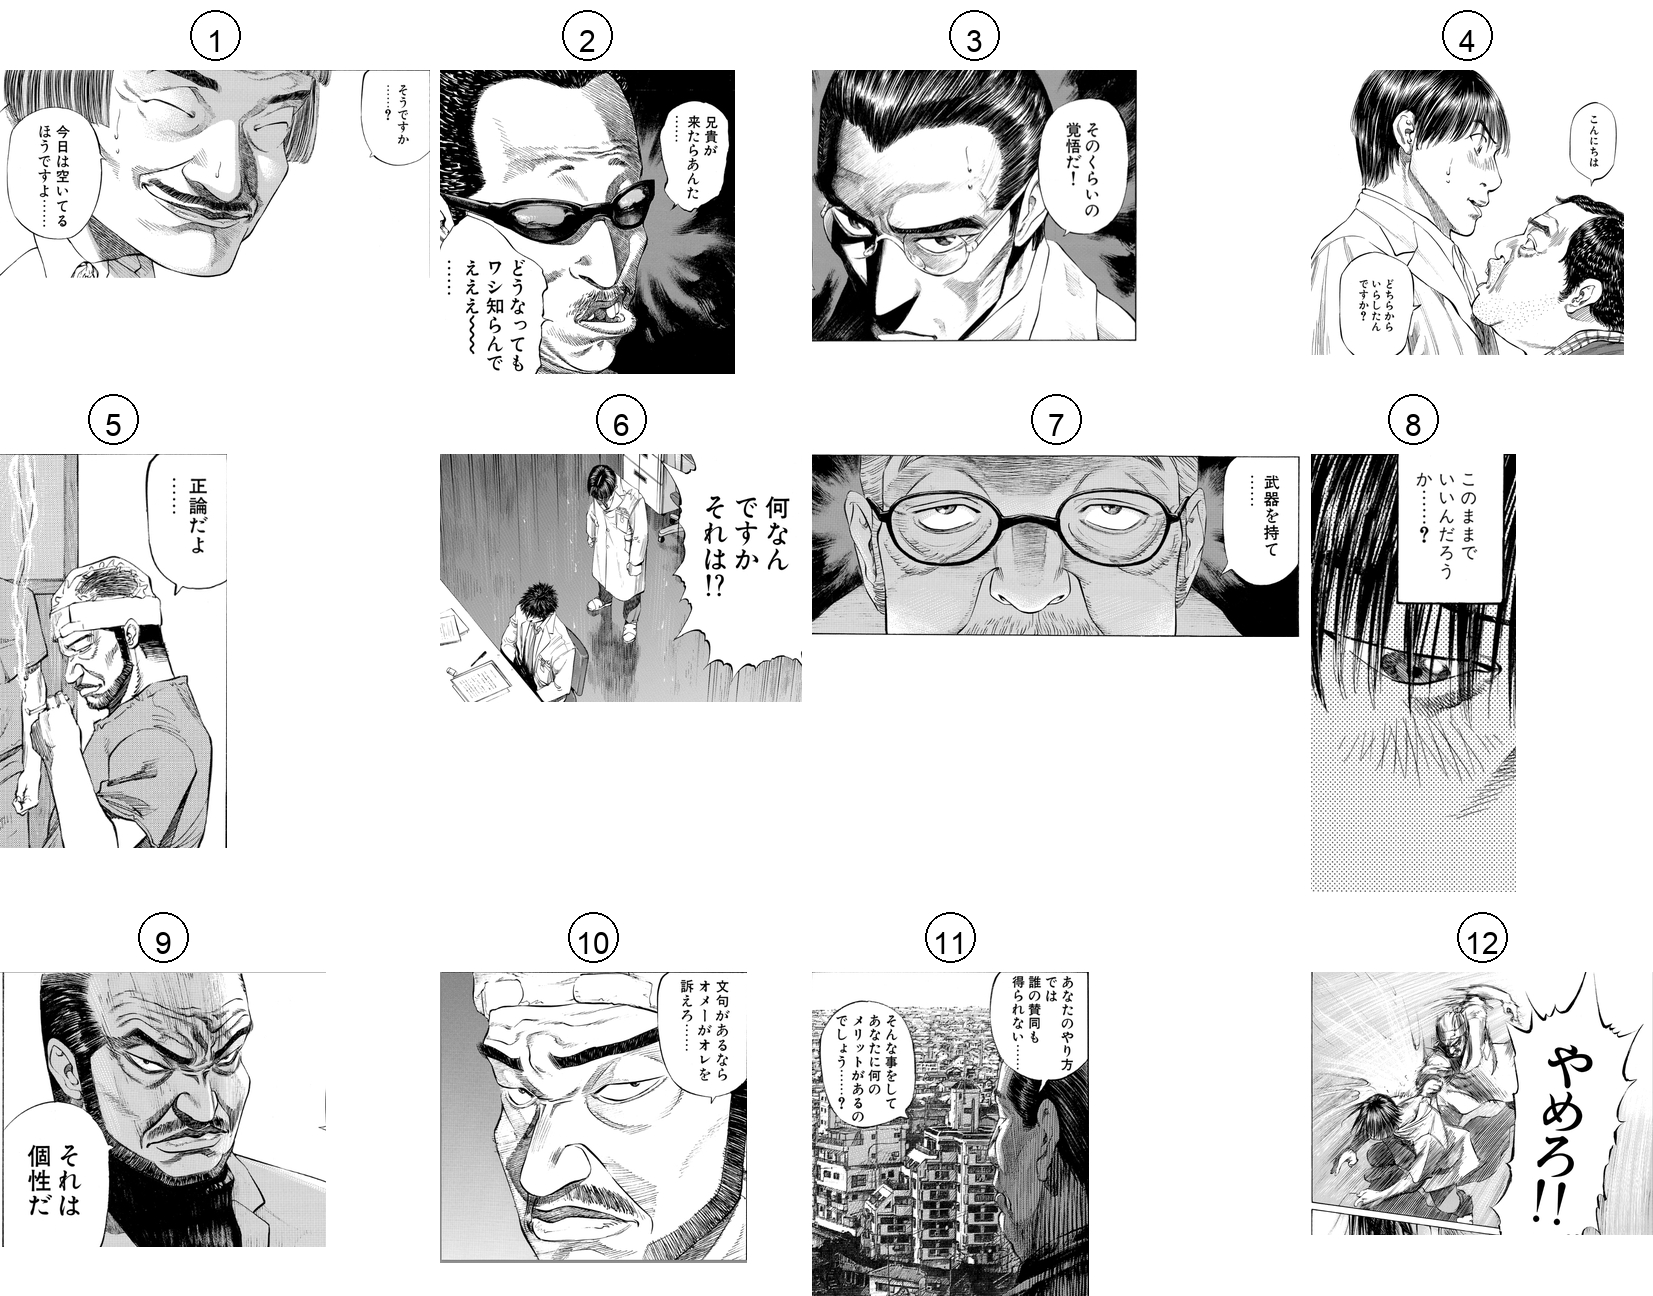 1
そうですか
……？
今日は空いてる
ほうですよ……
2
兄貴が
来たらあんた
……
どうなっても
ワシ知らんで
えええ〜〜〜
……
3
そのくらいの
覚悟だ！
4
こんにちは
どちらから
いらしたん
ですか？
5
正論だよ
……
6
何なん
ですか
それは！？
7
武器を持て
……
8
このままで
いいんだろう
か……？
9
それは
個性だ
10
文句があるなら
オメーがオレを
訴えろ……
11
あなたのやり方
では
誰の賛同も
得られない……
そんな事をして
あなたに何の
メリットがあるの
でしょう……？
12
やめろ！！